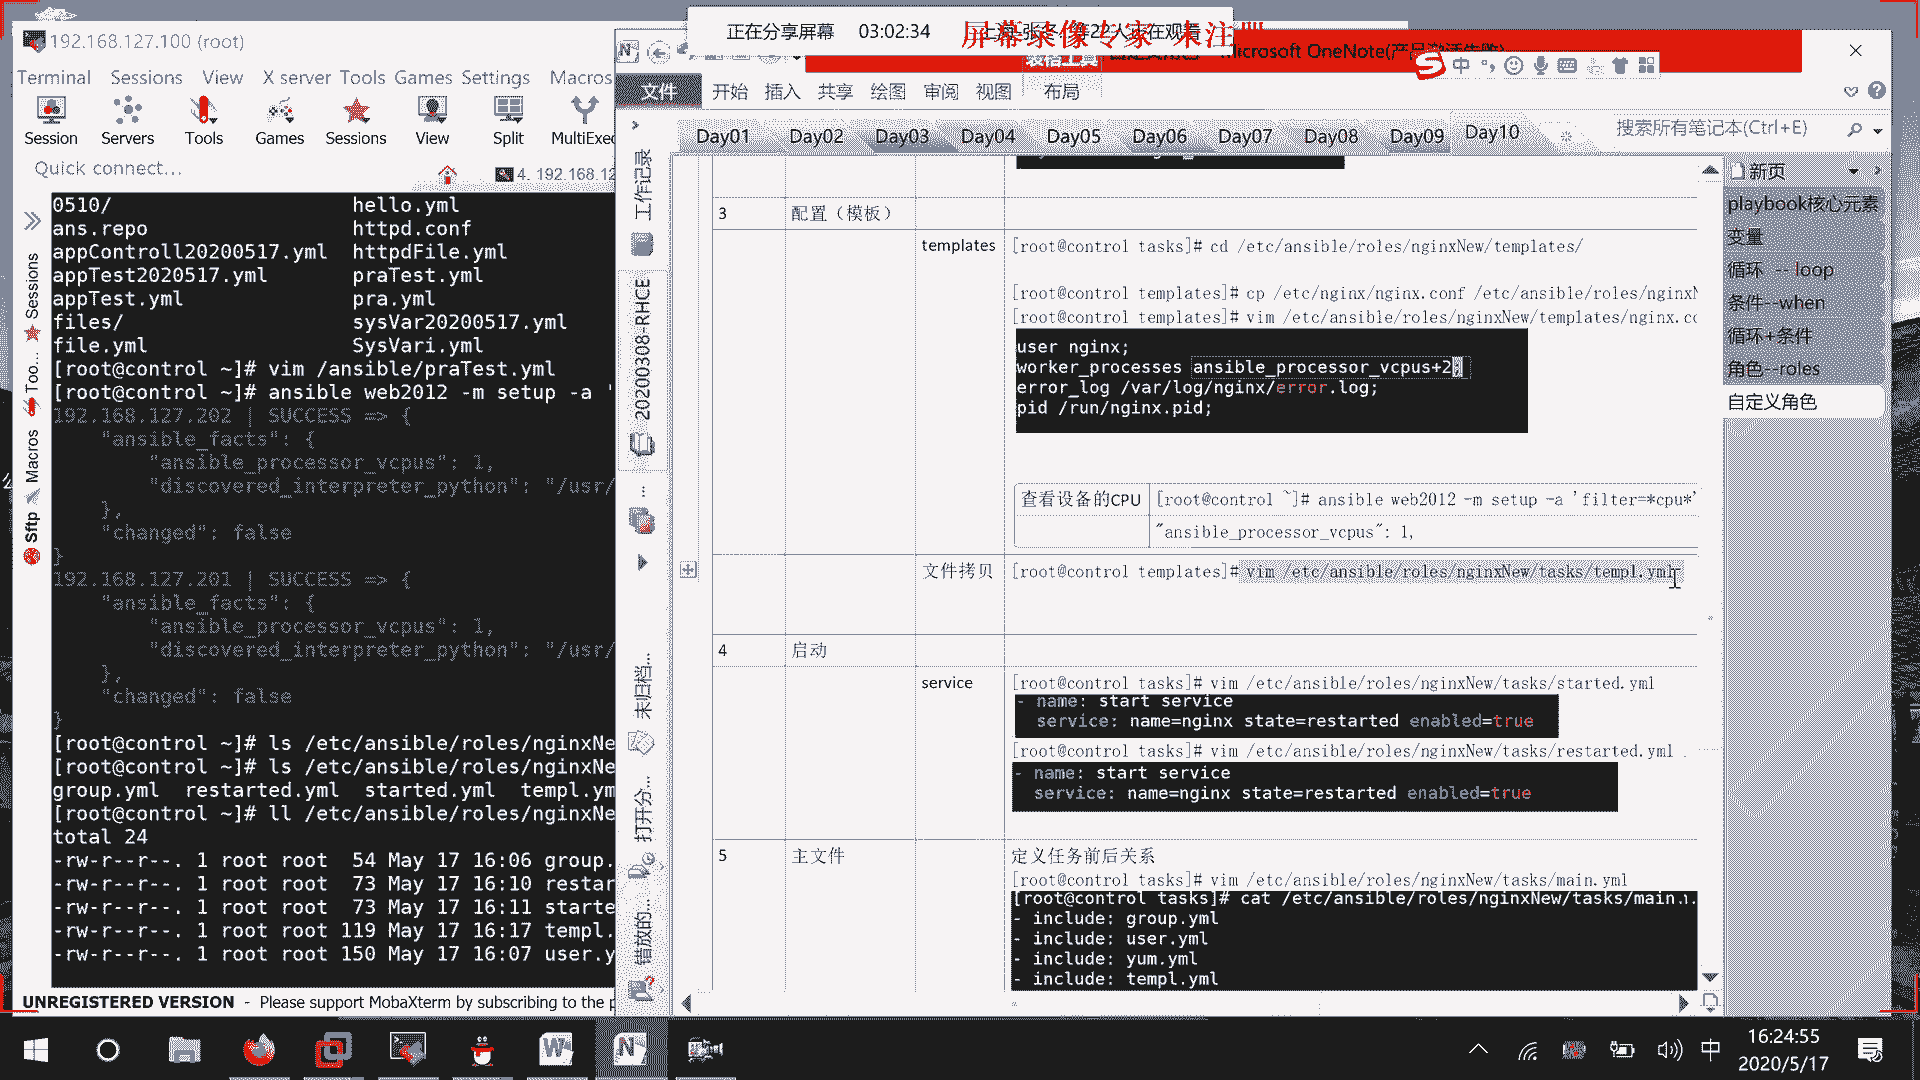 192.168.127.100 (root)
Terminal Sessions View X server Tools Games Settings Macros
Session Servers Tools Games Sessions View Split MultiExec
Quick connect...
4. 192.168.12
Sessions
Too...
Macros
Sftp
0510/ hello.yml
ans.repo httpd.conf
appControll20200517.yml httpdFile.yml
appTest2020517.yml praTest.yml
appTest.yml pra.yml
files/ sysVar20200517.yml
file.yml SysVari.yml
[root@control ~]# vim /ansible/praTest.yml
[root@control ~]# ansible web2012 -m setup -a '
192.168.127.202 | SUCCESS => {
"ansible_facts": {
"ansible_processor_vcpus": 1,
"discovered_interpreter_python": "/usr/
},
"changed": false
}
192.168.127.201 | SUCCESS => {
"ansible_facts": {
"ansible_processor_vcpus": 1,
"discovered_interpreter_python": "/usr/
},
"changed": false
}
[root@control ~]# ls /etc/ansible/roles/nginxNe
[root@control ~]# ls /etc/ansible/roles/nginxNe
group.yml restarted.yml started.yml templ.ym
[root@control ~]# ll /etc/ansible/roles/nginxNe
total 24
-rw-r--r--. 1 root root 54 May 17 16:06 group.
-rw-r--r--. 1 root root 73 May 17 16:10 restar
-rw-r--r--. 1 root root 73 May 17 16:11 starte
-rw-r--r--. 1 root root 119 May 17 16:17 templ.
-rw-r--r--. 1 root root 150 May 17 16:07 user.y
UNREGISTERED VERSION - Please support MobaXterm by subscribing to the p
正在分享屏幕 03:02:34
屏幕录像专家 未注
Microsoft OneNote(产品激活失败)
表格工具
中
文件 开始 插入 共享 绘图 审阅 视图 布局
Day01 Day02 Day03 Day04 Day05 Day06 Day07 Day08 Day09 Day10
搜索所有笔记本(Ctrl+E)
工作记录
20200308-RHCE
未归档...
打开分...
错放的...
3 配置（模板）
templates [root@control tasks]# cd /etc/ansible/roles/nginxNew/templates/
[root@control templates]# cp /etc/nginx/nginx.conf /etc/ansible/roles/nginxN
[root@control templates]# vim /etc/ansible/roles/nginxNew/templates/nginx.co
user nginx;
worker_processes ansible_processor_vcpus+2;
error_log /var/log/nginx/error.log;
pid /run/nginx.pid;
查看设备的CPU [root@control ~]# ansible web2012 -m setup -a 'filter=*cpu*'
"ansible_processor_vcpus": 1,
文件拷贝 [root@control templates]# vim /etc/ansible/roles/nginxNew/tasks/templ.yml
4 启动
service [root@control tasks]# vim /etc/ansible/roles/nginxNew/tasks/started.yml
- name: start service
service: name=nginx state=restarted enabled=true
[root@control tasks]# vim /etc/ansible/roles/nginxNew/tasks/restarted.yml
- name: start service
service: name=nginx state=restarted enabled=true
5 主文件 定义任务前后关系
[root@control tasks]# vim /etc/ansible/roles/nginxNew/tasks/main.yml
[root@control tasks]# cat /etc/ansible/roles/nginxNew/tasks/main.
- include: group.yml
- include: user.yml
- include: yum.yml
- include: templ.yml
新页
playbook核心元素
变量
循环 -- loop
条件--when
循环+条件
角色--roles
自定义角色
中
16:24:55
2020/5/17